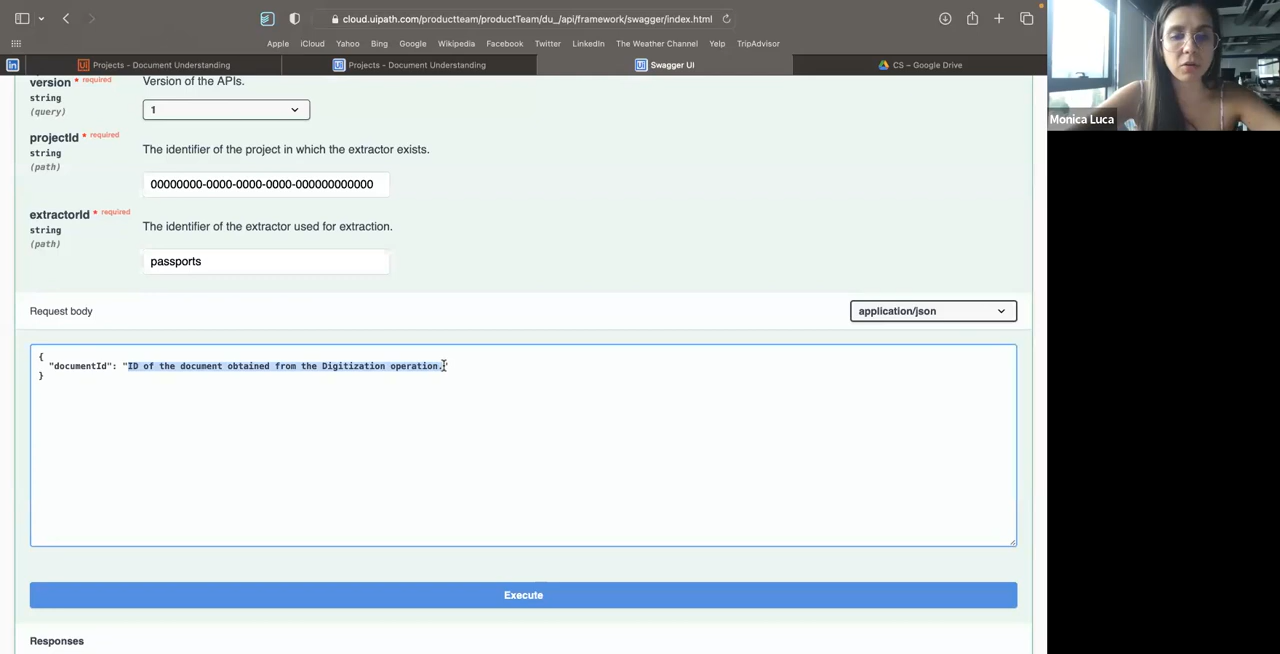 cloud.uipath.com/productteam/productTeam/du_/api/framework/swagger/index.html
Apple iCloud Yahoo Bing Google Wikipedia Facebook Twitter LinkedIn The Weather Channel Yelp TripAdvisor
in Ui Projects - Document Understanding Ui Projects - Document Understanding Ui Swagger UI CS – Google Drive
version * required
Version of the APIs.
string
(query)
1
projectId * required
string
The identifier of the project in which the extractor exists.
(path)
00000000-0000-0000-0000-000000000000
extractorId * required
string
The identifier of the extractor used for extraction.
(path)
passports
Request body
application/json
{
"documentId": "ID of the document obtained from the Digitization operation."
}
Execute
Responses
Monica Luca